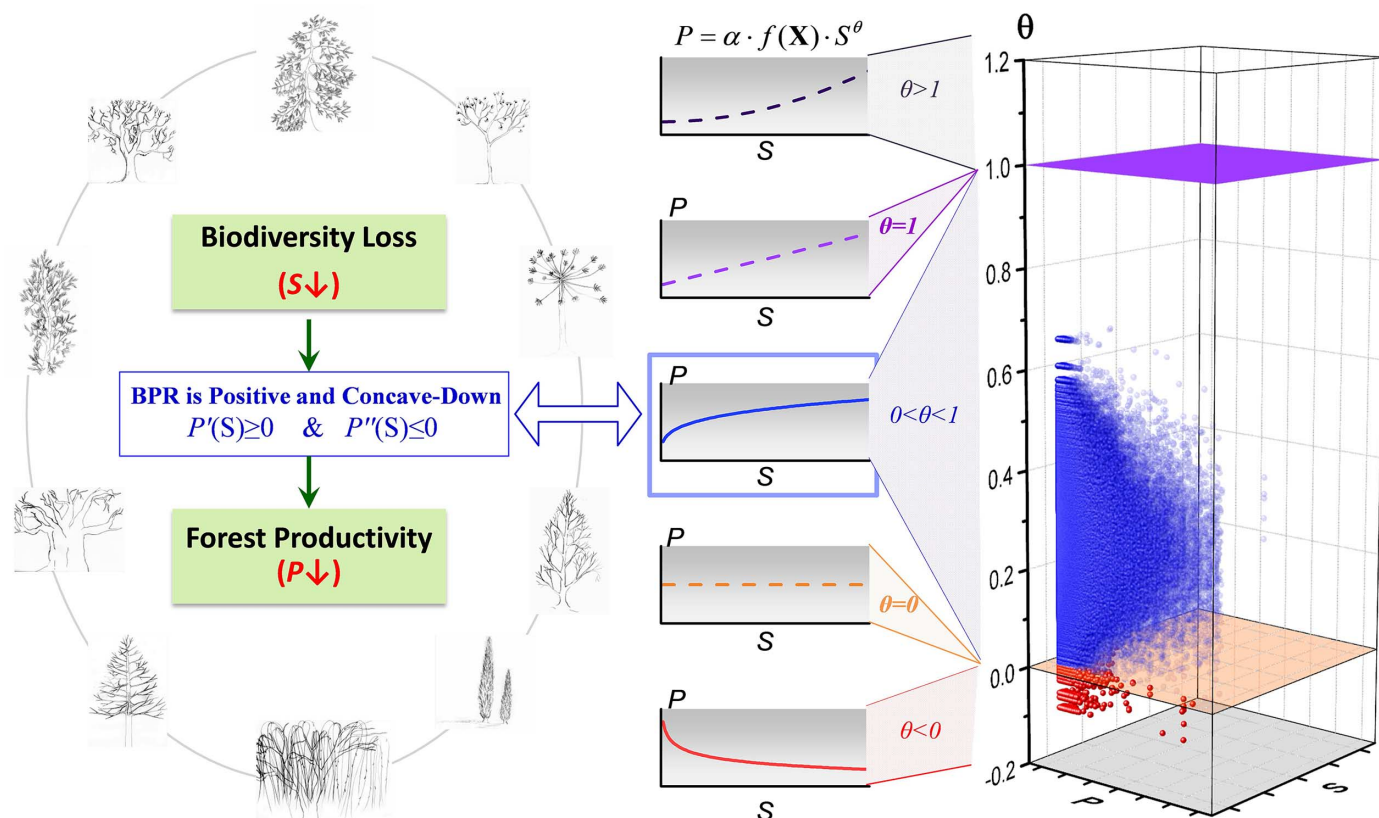 Biodiversity Loss
(S↓)
BPR is Positive and Concave-Down
P'(S)≥0 & P''(S)≤0
Forest Productivity
(P↓)
P = α · f(X) · S^θ
S
θ>1
P
S
θ=1
P
S
0<θ<1
P
S
θ=0
P
S
θ<0
θ
1.2
1.0
0.8
0.6
0.4
0.2
0.0
-0.2
P
S